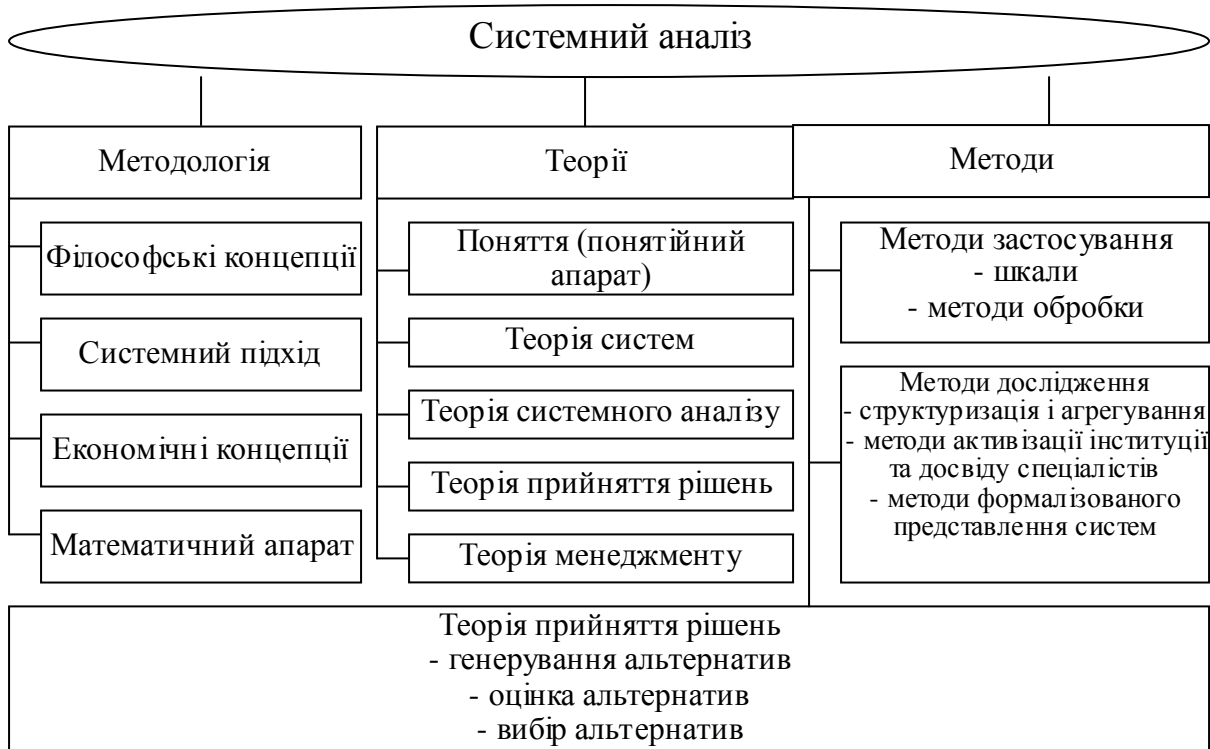 Системний аналіз
Методологія
Філософські концепції
Системний підхід
Економічні концепції
Математичний апарат
Теорії
Поняття (понятійний
апарат)
Теорія систем
Теорія системного аналізу
Теорія прийняття рішень
Теорія менеджменту
Методи
Методи застосування
- шкали
- методи обробки
Методи дослідження
- структуризація і агрегування
- методи активізації інституції
та досвіду спеціалістів
- методи формалізованого
представлення систем
Теорія прийняття рішень
- генерування альтернатив
- оцінка альтернатив
- вибір альтернатив